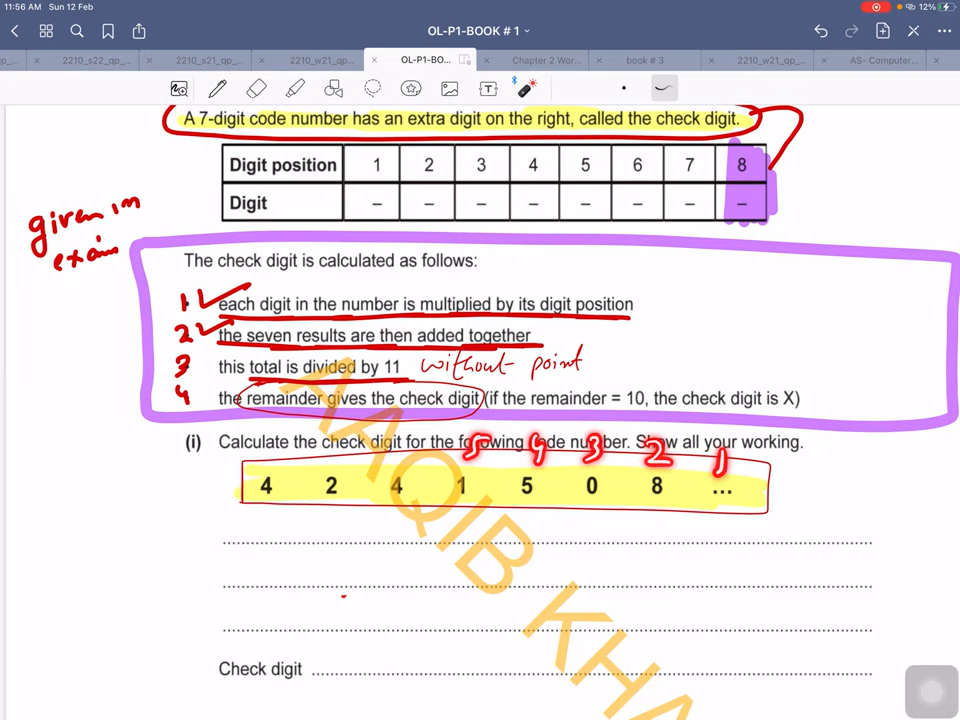 11:56 AM Sun 12 Feb
12%
OL-P1-BOOK # 1
2210_s22_qp_...
2210_s21_qp_...
2210_w21_qp...
OL-P1-BO...
Chapter 2 Wor...
book # 3
2210_w21_qp_...
AS- Computer...
A 7-digit code number has an extra digit on the right, called the check digit.
Digit position 1 2 3 4 5 6 7 8
Digit – – – – – – – –
given in
exam
The check digit is calculated as follows:
1 each digit in the number is multiplied by its digit position
2 the seven results are then added together
3 this total is divided by 11 without point
4 the remainder gives the check digit (if the remainder = 10, the check digit is X)
(i) Calculate the check digit for the following code number. Show all your working.
5 4 3 2 1
4 2 4 1 5 0 8 ...
Check digit
AAQIB KHA